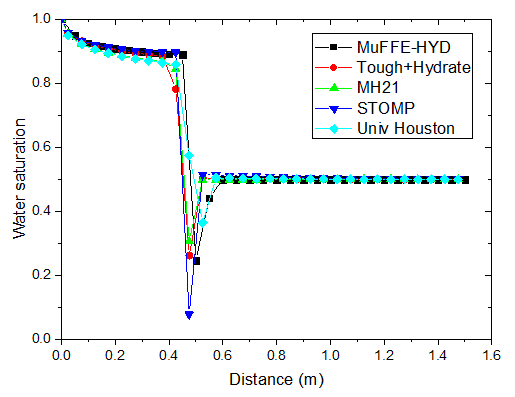 1.0
0.8
0.6
0.4
0.2
0.0
Water saturation
MuFFE-HYD
Tough+Hydrate
MH21
STOMP
Univ Houston
0.0 0.2 0.4 0.6 0.8 1.0 1.2 1.4 1.6
Distance (m)